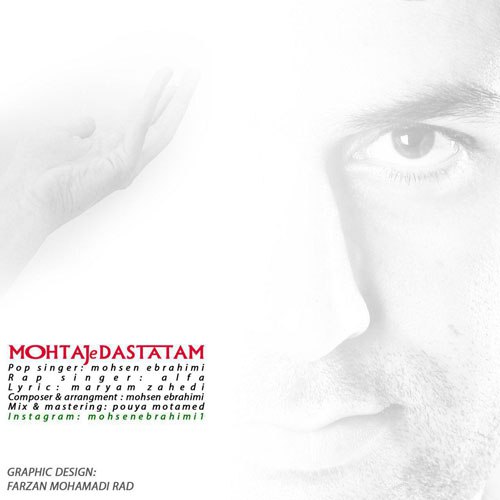 MOHTAJeDASTATAM
Pop singer: mohsen ebrahimi
Rap singer: alfa
Lyric: maryam zahedi
Composer & arrangment : mohsen ebrahimi
Mix & mastering: pouya motamed
Instagram: mohsenebrahimi1
GRAPHIC DESIGN:
FARZAN MOHAMADI RAD